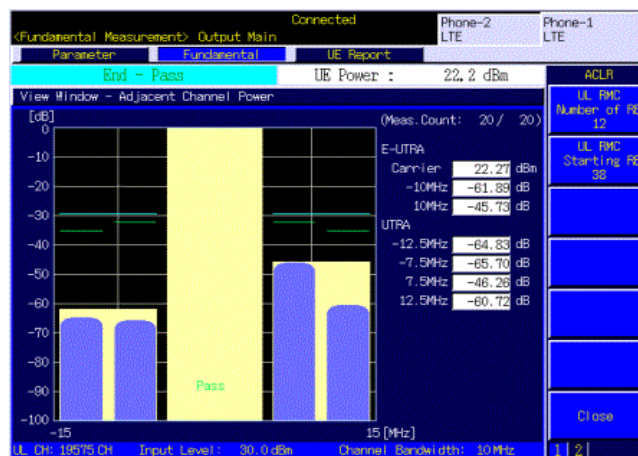 Connected
Phone-2
LTE
Phone-1
LTE
<Fundamental Measurement> Output Main
Parameter
Fundamental
UE Report
End - Pass
UE Power :
22.2 dBm
ACLR
View Window - Adjacent Channel Power
UL RMC
Number of RB
12
UL RMC
Starting RB
38
Close
1 2
[dB]
0
-10
-20
-30
-40
-50
-60
-70
-80
-90
-100
Pass
-15
15 [MHz]
(Meas.Count: 20/ 20)
E-UTRA
Carrier 22.27 dBm
-10MHz -61.89 dB
10MHz -45.73 dB
UTRA
-12.5MHz -64.83 dB
-7.5MHz -65.70 dB
7.5MHz -46.26 dB
12.5MHz -60.72 dB
UL CH: 19575 CH Input Level: 30.0 dBm Channel Bandwidth: 10 MHz